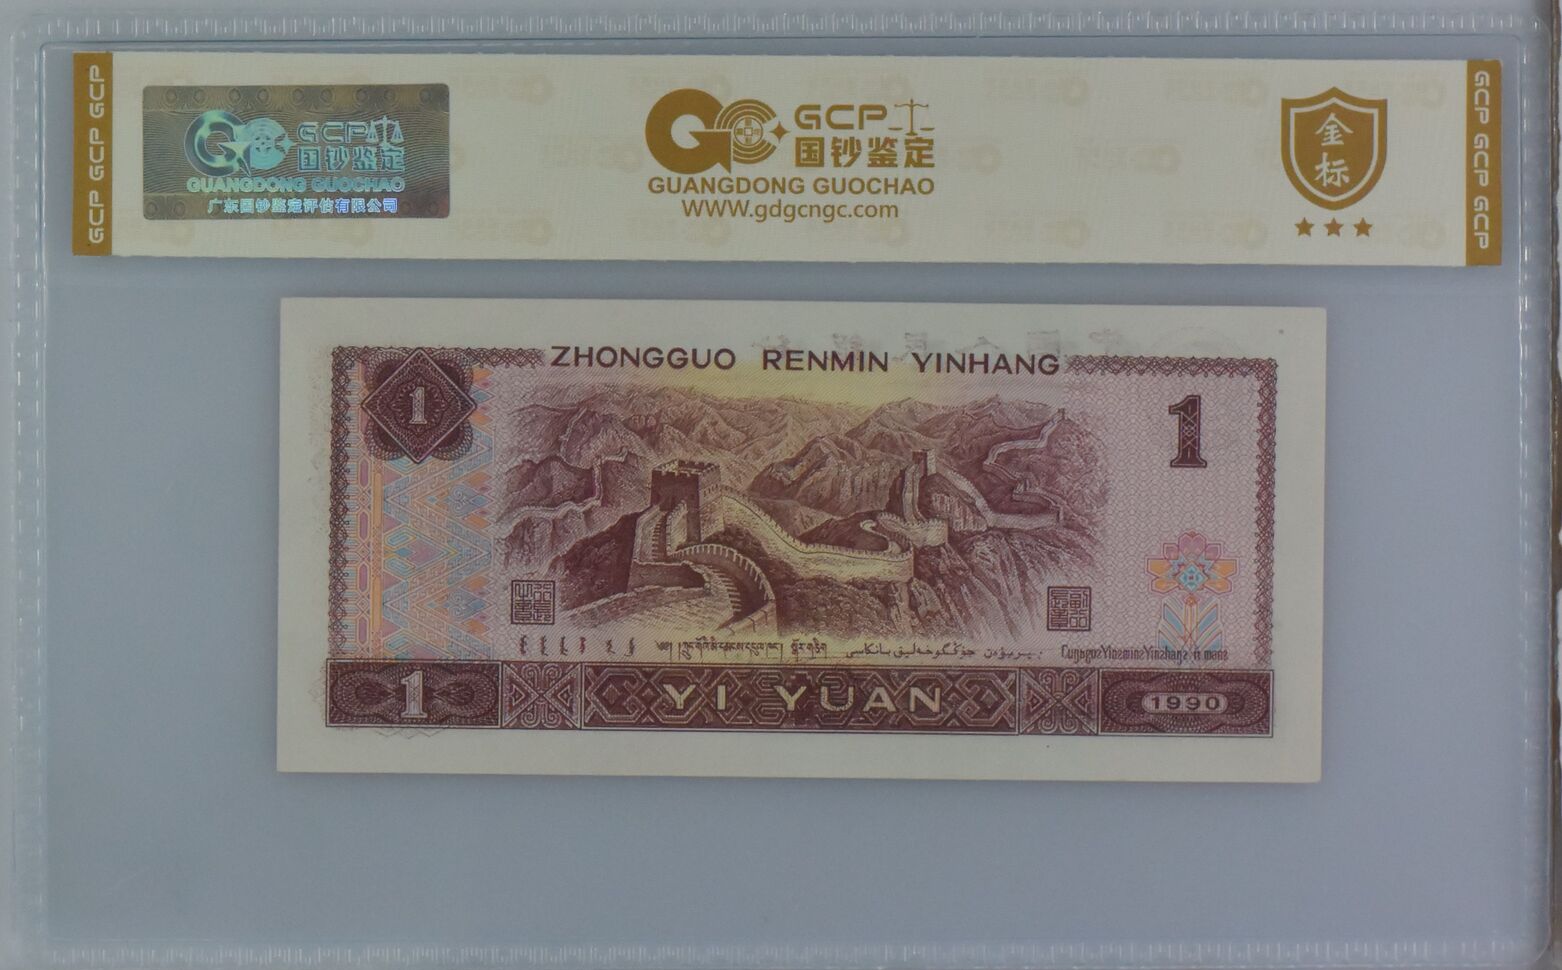 GCP GCP GCP
GCP
国钞鉴定
GUANGDONG GUOCHAO
广东国钞鉴定评估有限公司
GCP
国钞鉴定
GUANGDONG GUOCHAO
WWW.gdgcngc.com
金标
GCP GCP GCP
ZHONGGUO RENMIN YINHANG
1
1
1
YI YUAN
1990